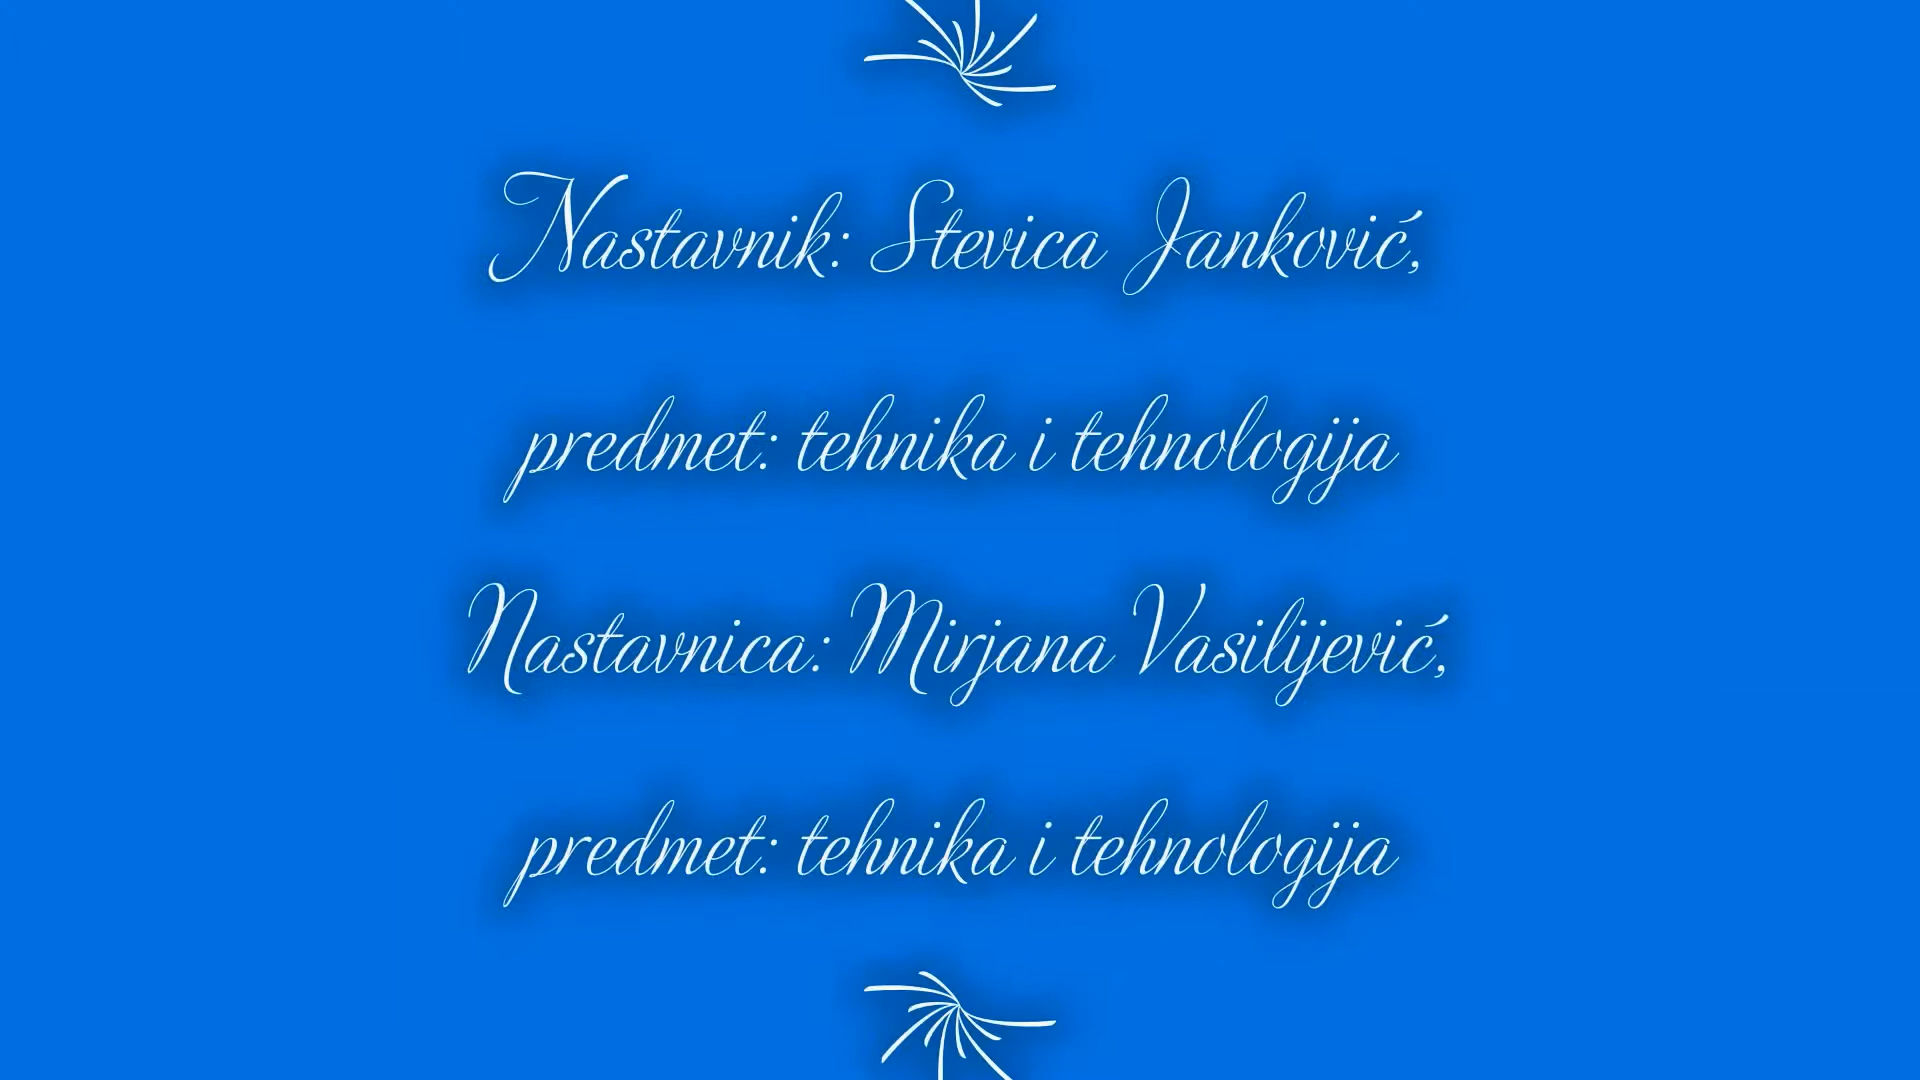 Nastavnik: Stevica Janković,
predmet: tehnika i tehnologija
Nastavnica: Mirjana Vasilijević,
predmet: tehnika i tehnologija